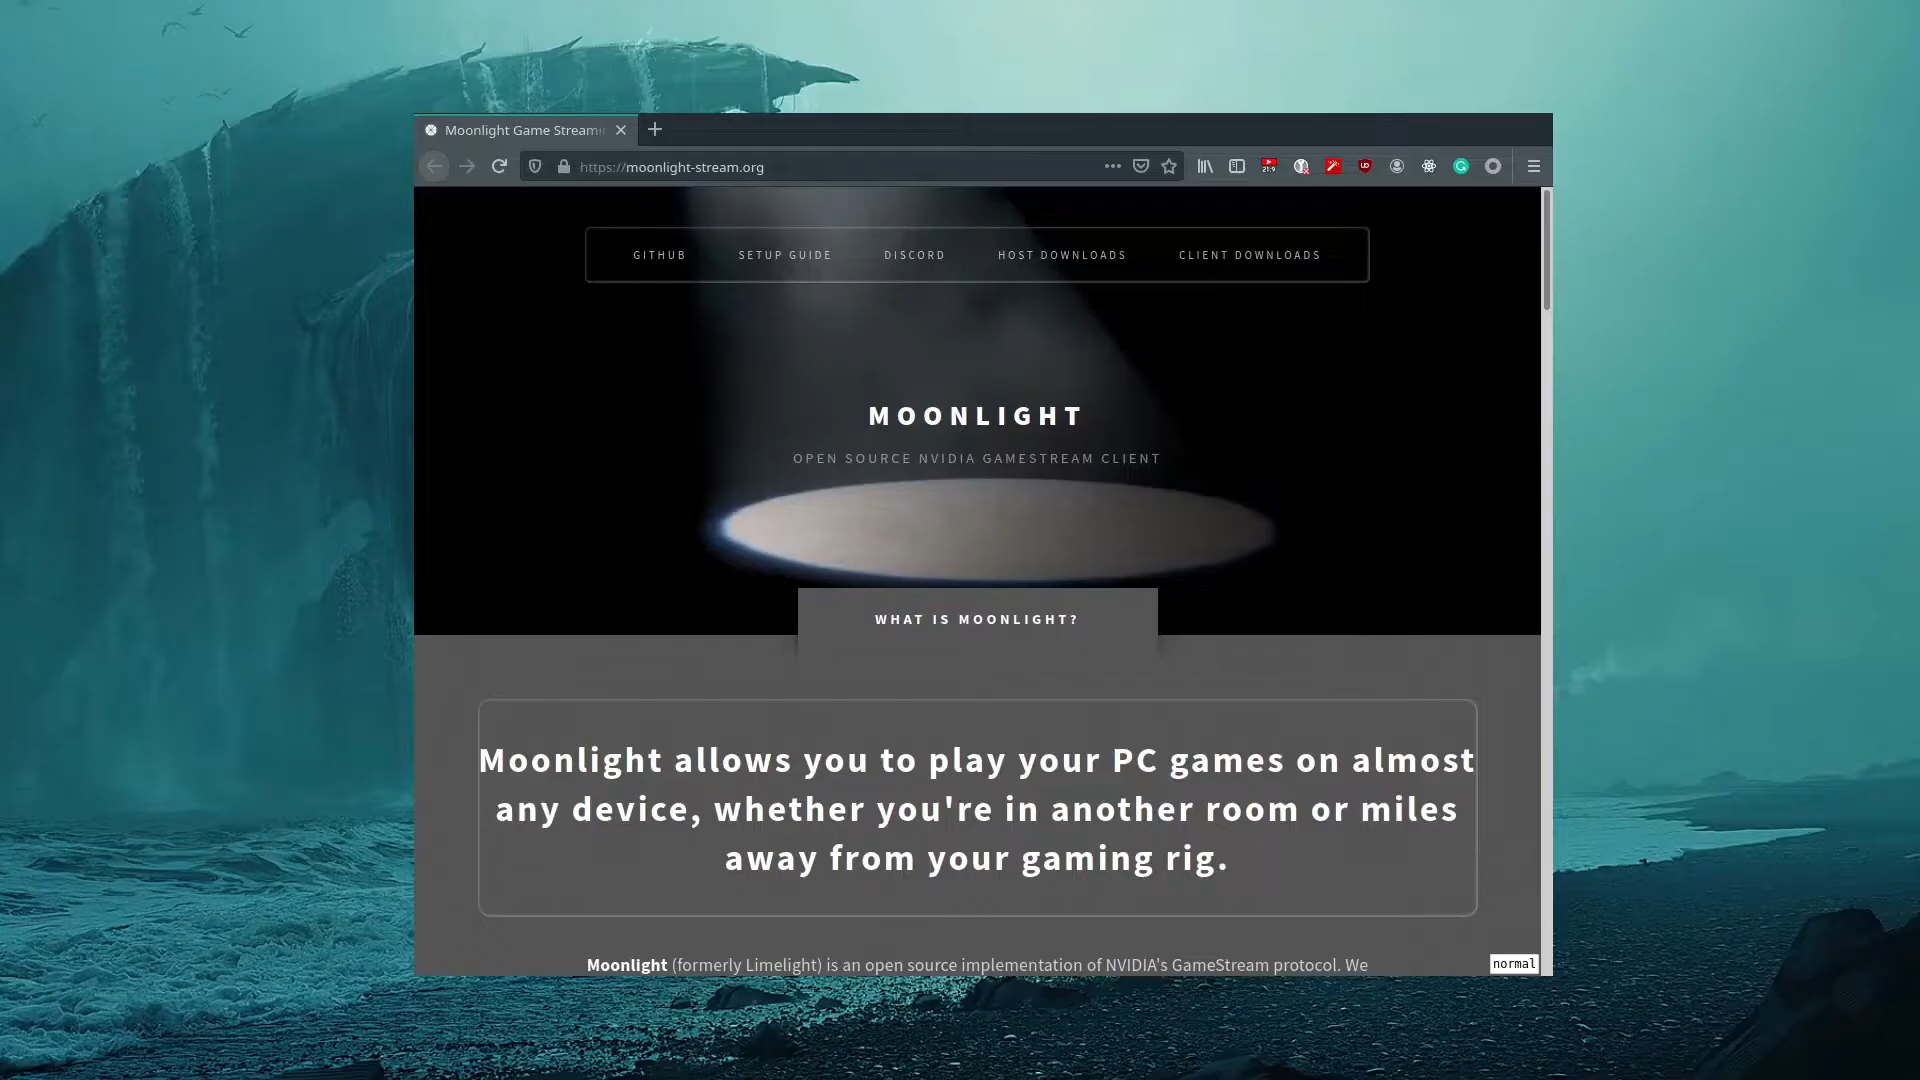 Moonlight Game Streami
https://moonlight-stream.org
21:9
GITHUB SETUP GUIDE DISCORD HOST DOWNLOADS CLIENT DOWNLOADS
MOONLIGHT
OPEN SOURCE NVIDIA GAMESTREAM CLIENT
WHAT IS MOONLIGHT?
Moonlight allows you to play your PC games on almost
any device, whether you're in another room or miles
away from your gaming rig.
Moonlight (formerly Limelight) is an open source implementation of NVIDIA's GameStream protocol. We
normal